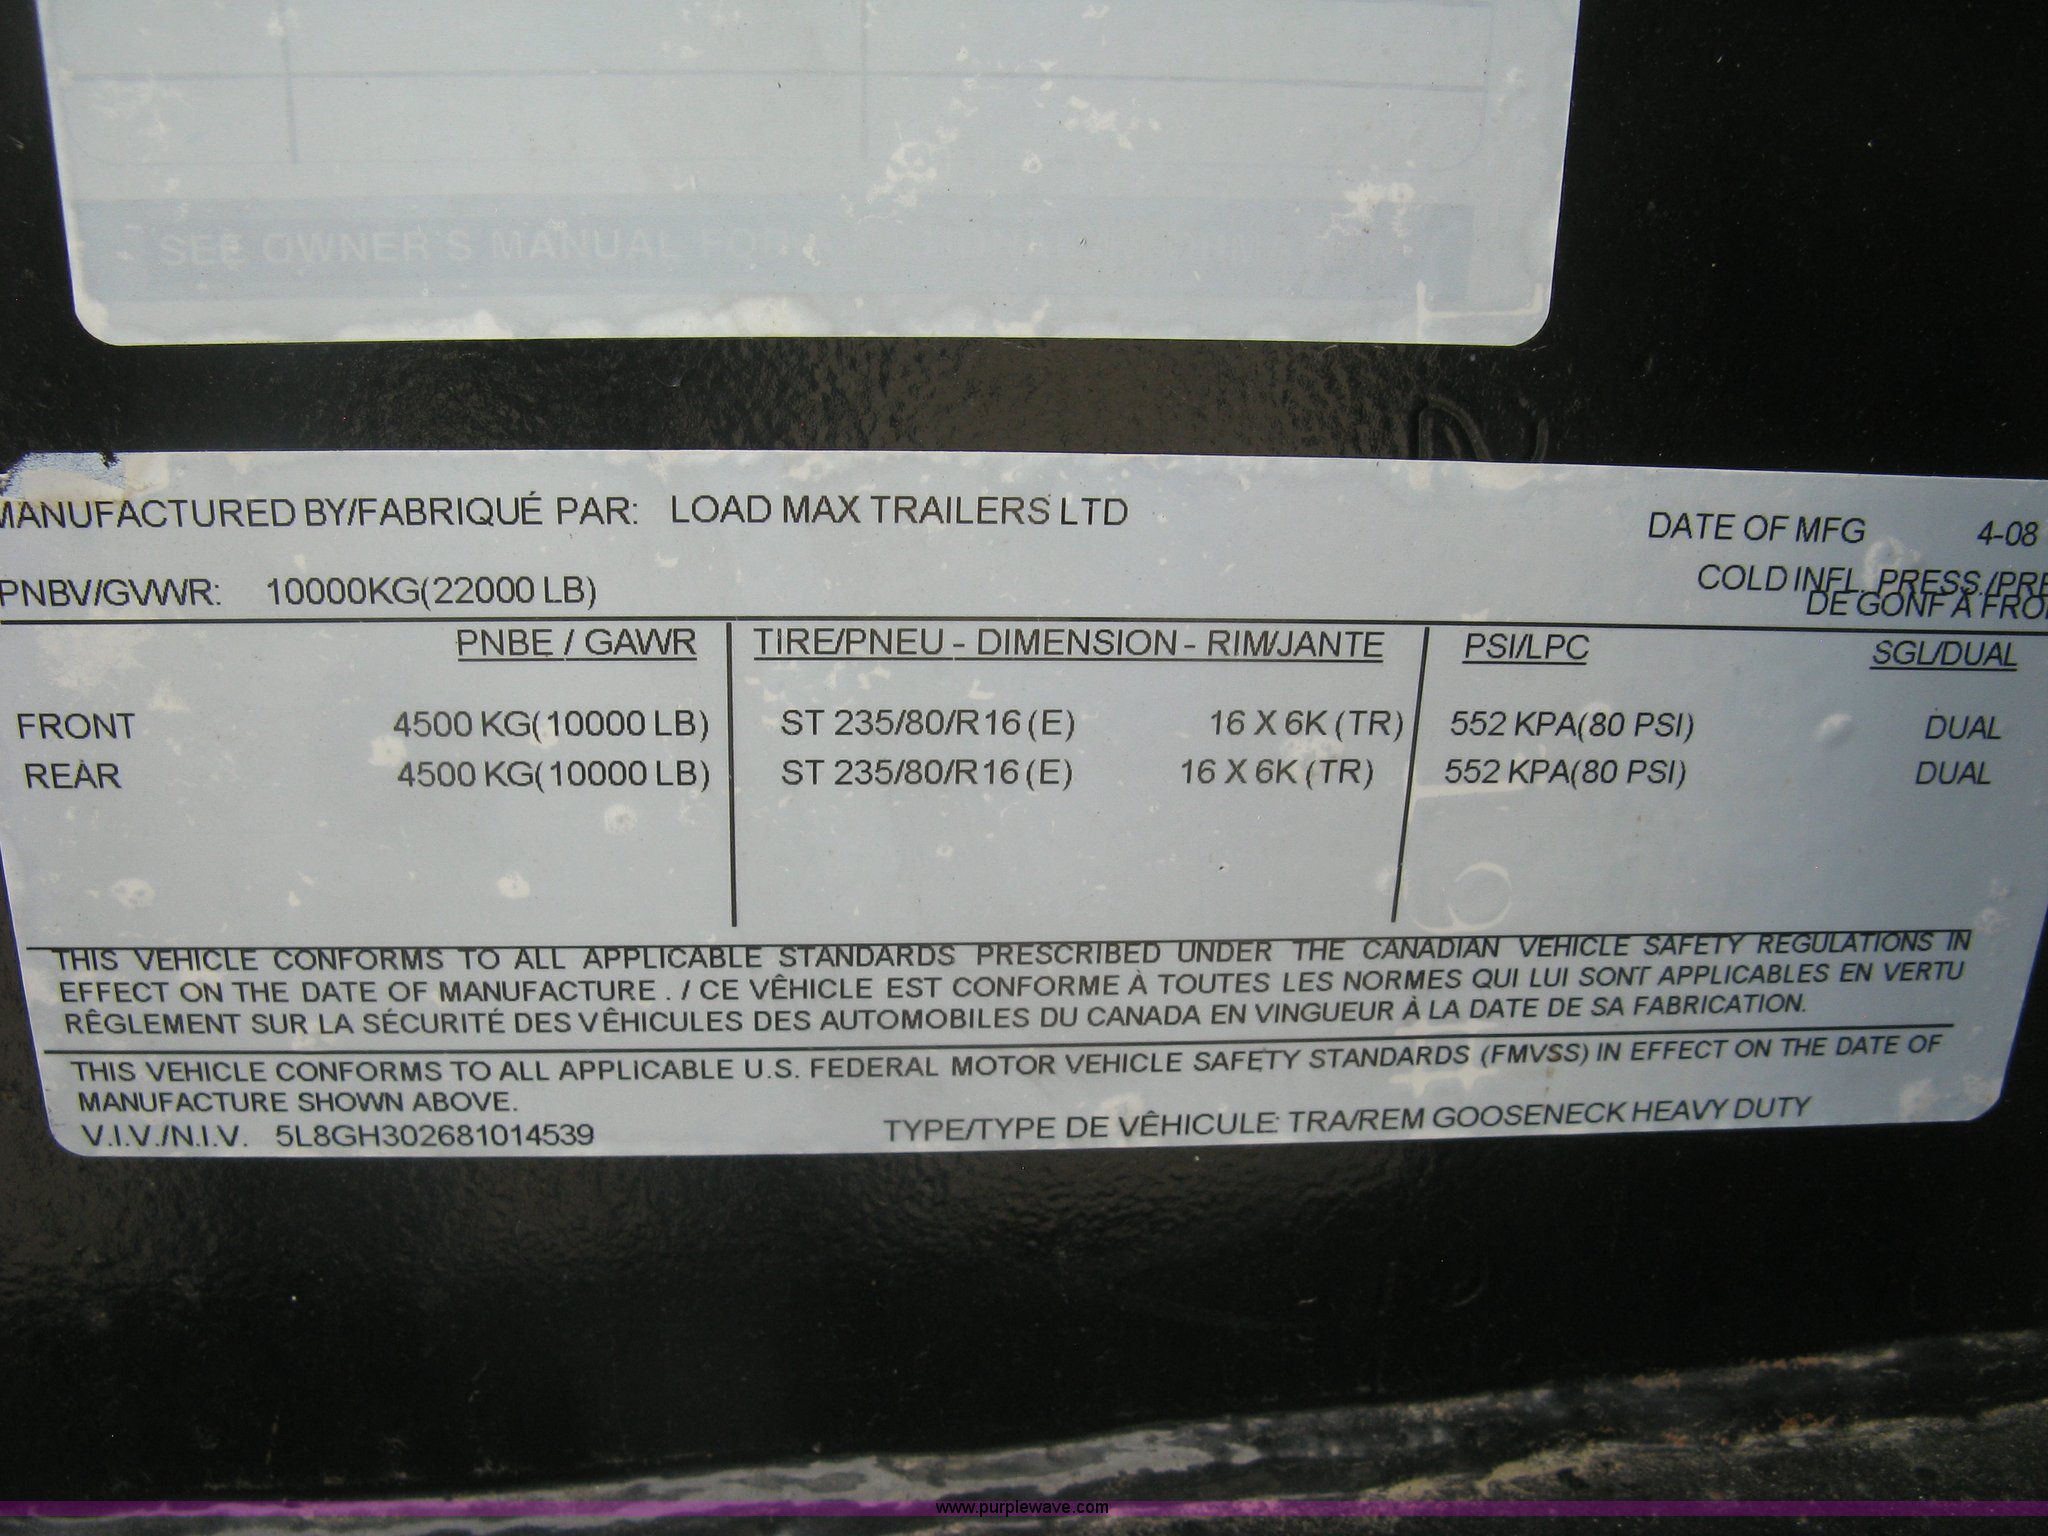 SEE OWNER'S MANUAL FOR
MANUFACTURED BY/FABRIQUÉ PAR: LOAD MAX TRAILERS LTD
DATE OF MFG 4-08
PNBV/GVWR: 10000KG(22000 LB)
COLD INFL. PRESS./PRE
DE GONF A FRO
PNBE / GAWR TIRE/PNEU - DIMENSION - RIM/JANTE PSI/LPC SGL/DUAL
FRONT 4500 KG(10000 LB) ST 235/80/R16 (E) 16 X 6K (TR) 552 KPA(80 PSI) DUAL
REAR 4500 KG(10000 LB) ST 235/80/R16 (E) 16 X 6K (TR) 552 KPA(80 PSI) DUAL
THIS VEHICLE CONFORMS TO ALL APPLICABLE STANDARDS PRESCRIBED UNDER THE CANADIAN VEHICLE SAFETY REGULATIONS IN
EFFECT ON THE DATE OF MANUFACTURE . / CE VÊHICLE EST CONFORME À TOUTES LES NORMES QUI LUI SONT APPLICABLES EN VERTU
RÊGLEMENT SUR LA SÉCURITÉ DES VÊHICULES DES AUTOMOBILES DU CANADA EN VINGUEUR À LA DATE DE SA FABRICATION.
THIS VEHICLE CONFORMS TO ALL APPLICABLE U.S. FEDERAL MOTOR VEHICLE SAFETY STANDARDS (FMVSS) IN EFFECT ON THE DATE OF
MANUFACTURE SHOWN ABOVE.
V.I.V./N.I.V. 5L8GH302681014539 TYPE/TYPE DE VÊHICULE: TRA/REM GOOSENECK HEAVY DUTY
www.purplewave.com